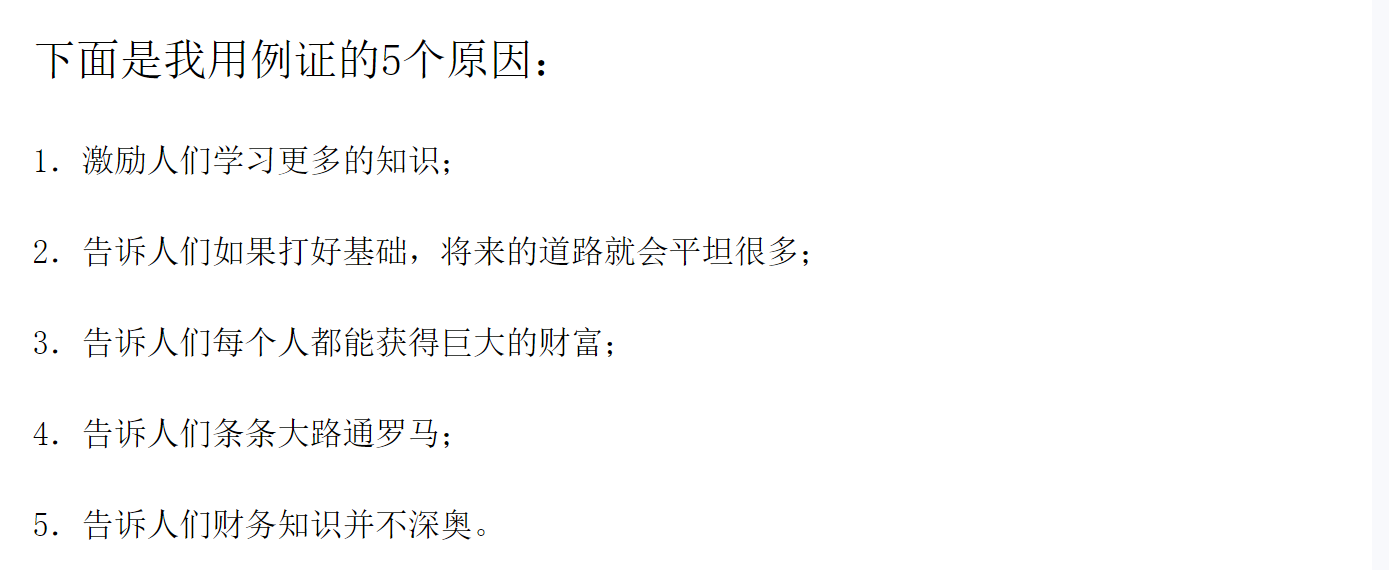 下面是我用例证的5个原因：
1．激励人们学习更多的知识；
2．告诉人们如果打好基础，将来的道路就会平坦很多；
3．告诉人们每个人都能获得巨大的财富；
4．告诉人们条条大路通罗马；
5．告诉人们财务知识并不深奥。